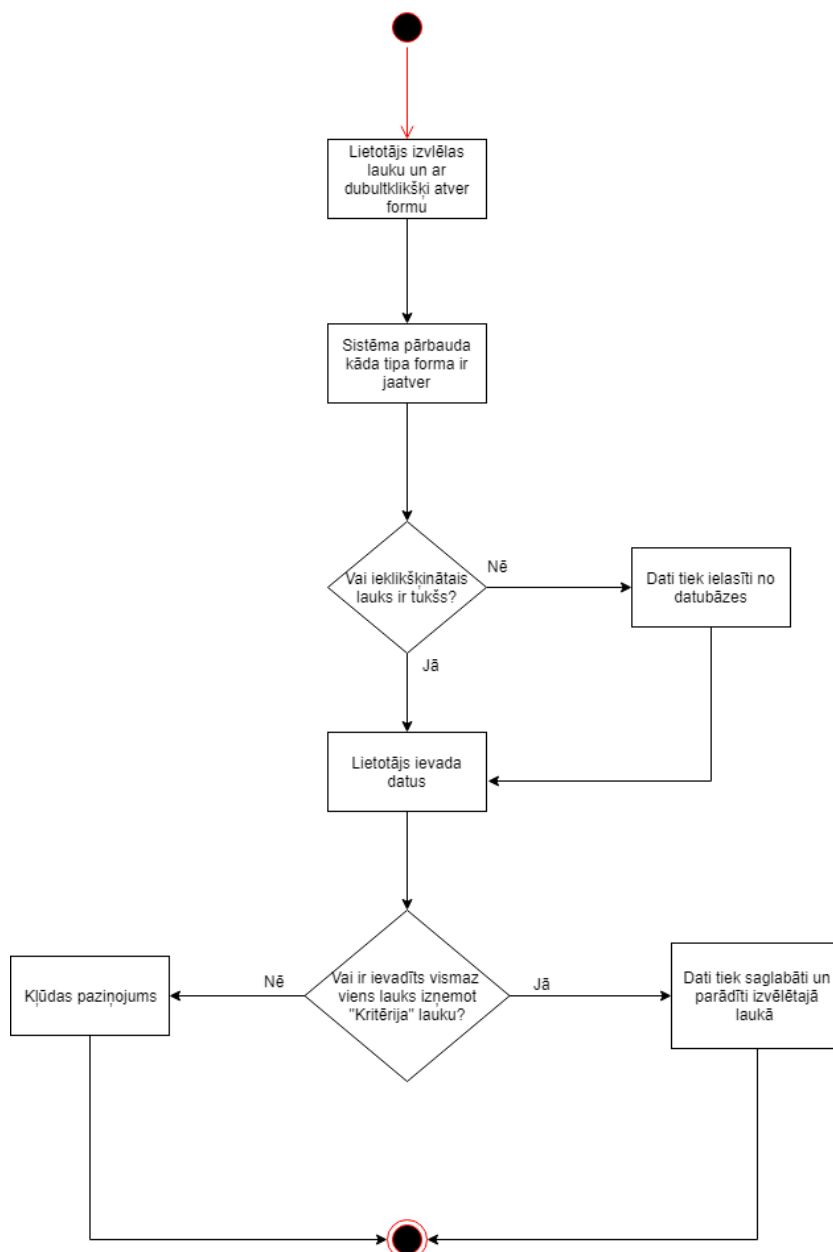 Lietotājs izvlēlas
lauku un ar
dubultklikšķi atver
formu
Sistēma pārbauda
kāda tipa forma ir
jaatver
Vai ieklikšķinātais
lauks ir tukšs?
Nē
Dati tiek ielasīti no
datubāzes
Jā
Lietotājs ievada
datus
Kļūdas paziņojums
Nē
Vai ir ievadīts vismaz
viens lauks izņemot
"Kritērija" lauku?
Jā
Dati tiek saglabāti un
parādīti izvēlētajā
laukā